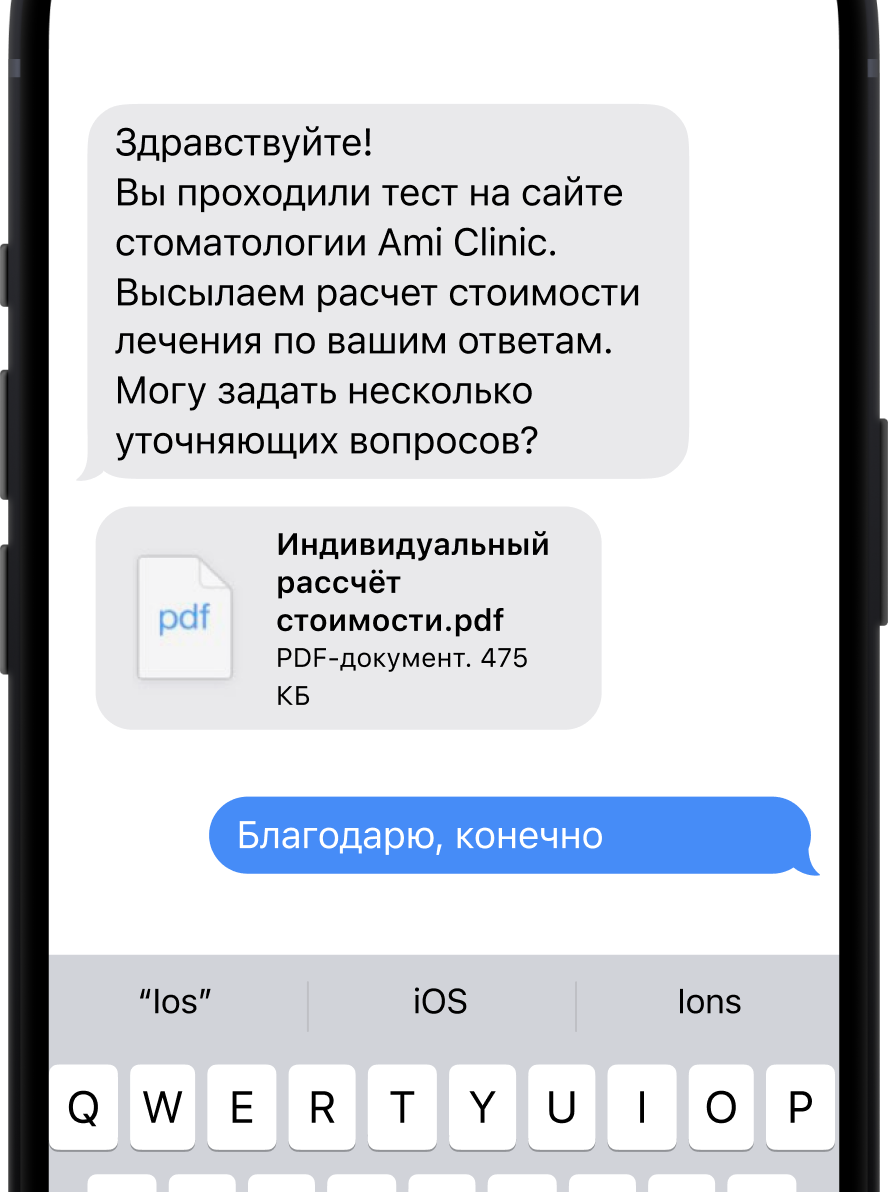 Здравствуйте!
Вы проходили тест на сайте
стоматологии Ami Clinic.
Высылаем расчет стоимости
лечения по вашим ответам.
Могу задать несколько
уточняющих вопросов?
pdf
Индивидуальный
рассчёт
стоимости.pdf
PDF-документ. 475
КБ
Благодарю, конечно
“Ios” iOS Ions
Q W E R T Y U I O P